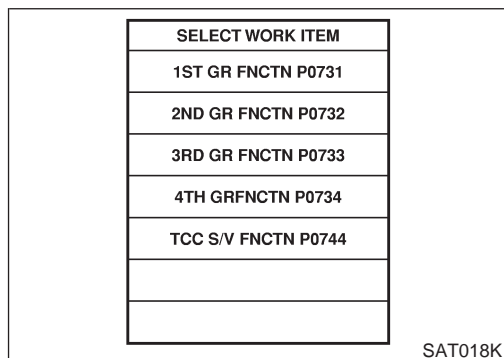 SELECT WORK ITEM
1ST GR FNCTN P0731
2ND GR FNCTN P0732
3RD GR FNCTN P0733
4TH GRFNCTN P0734
TCC S/V FNCTN P0744
SAT018K